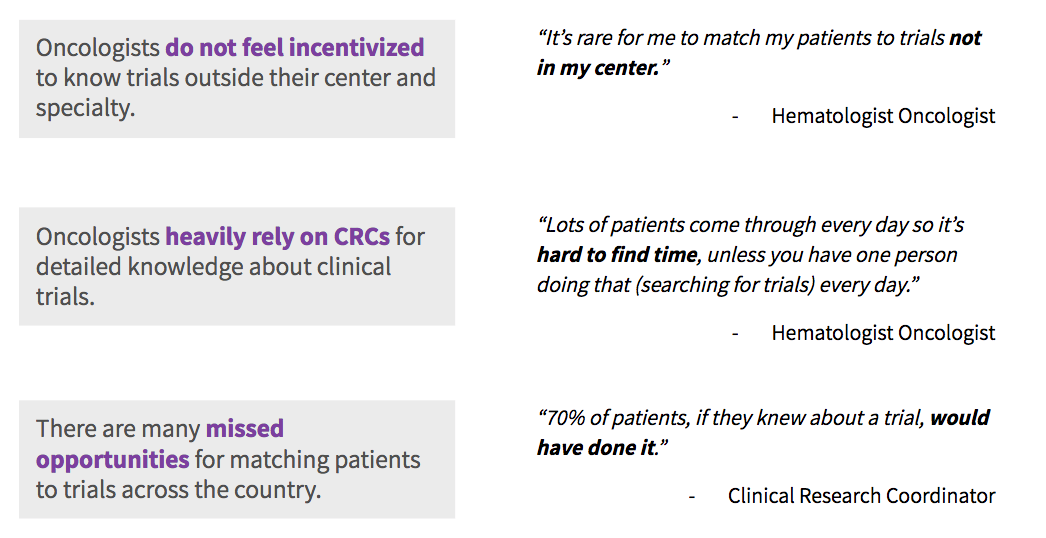 Oncologists do not feel incentivized
to know trials outside their center and
specialty.
“It’s rare for me to match my patients to trials not
in my center.”
- Hematologist Oncologist
Oncologists heavily rely on CRCs for
detailed knowledge about clinical
trials.
“Lots of patients come through every day so it’s
hard to find time, unless you have one person
doing that (searching for trials) every day.”
- Hematologist Oncologist
There are many missed
opportunities for matching patients
to trials across the country.
“70% of patients, if they knew about a trial, would
have done it.”
- Clinical Research Coordinator